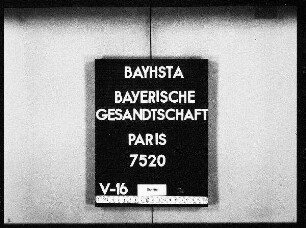 BAYHSTA
BAYERISCHE
GESANDTSCHAFT
PARIS
7520
V-16